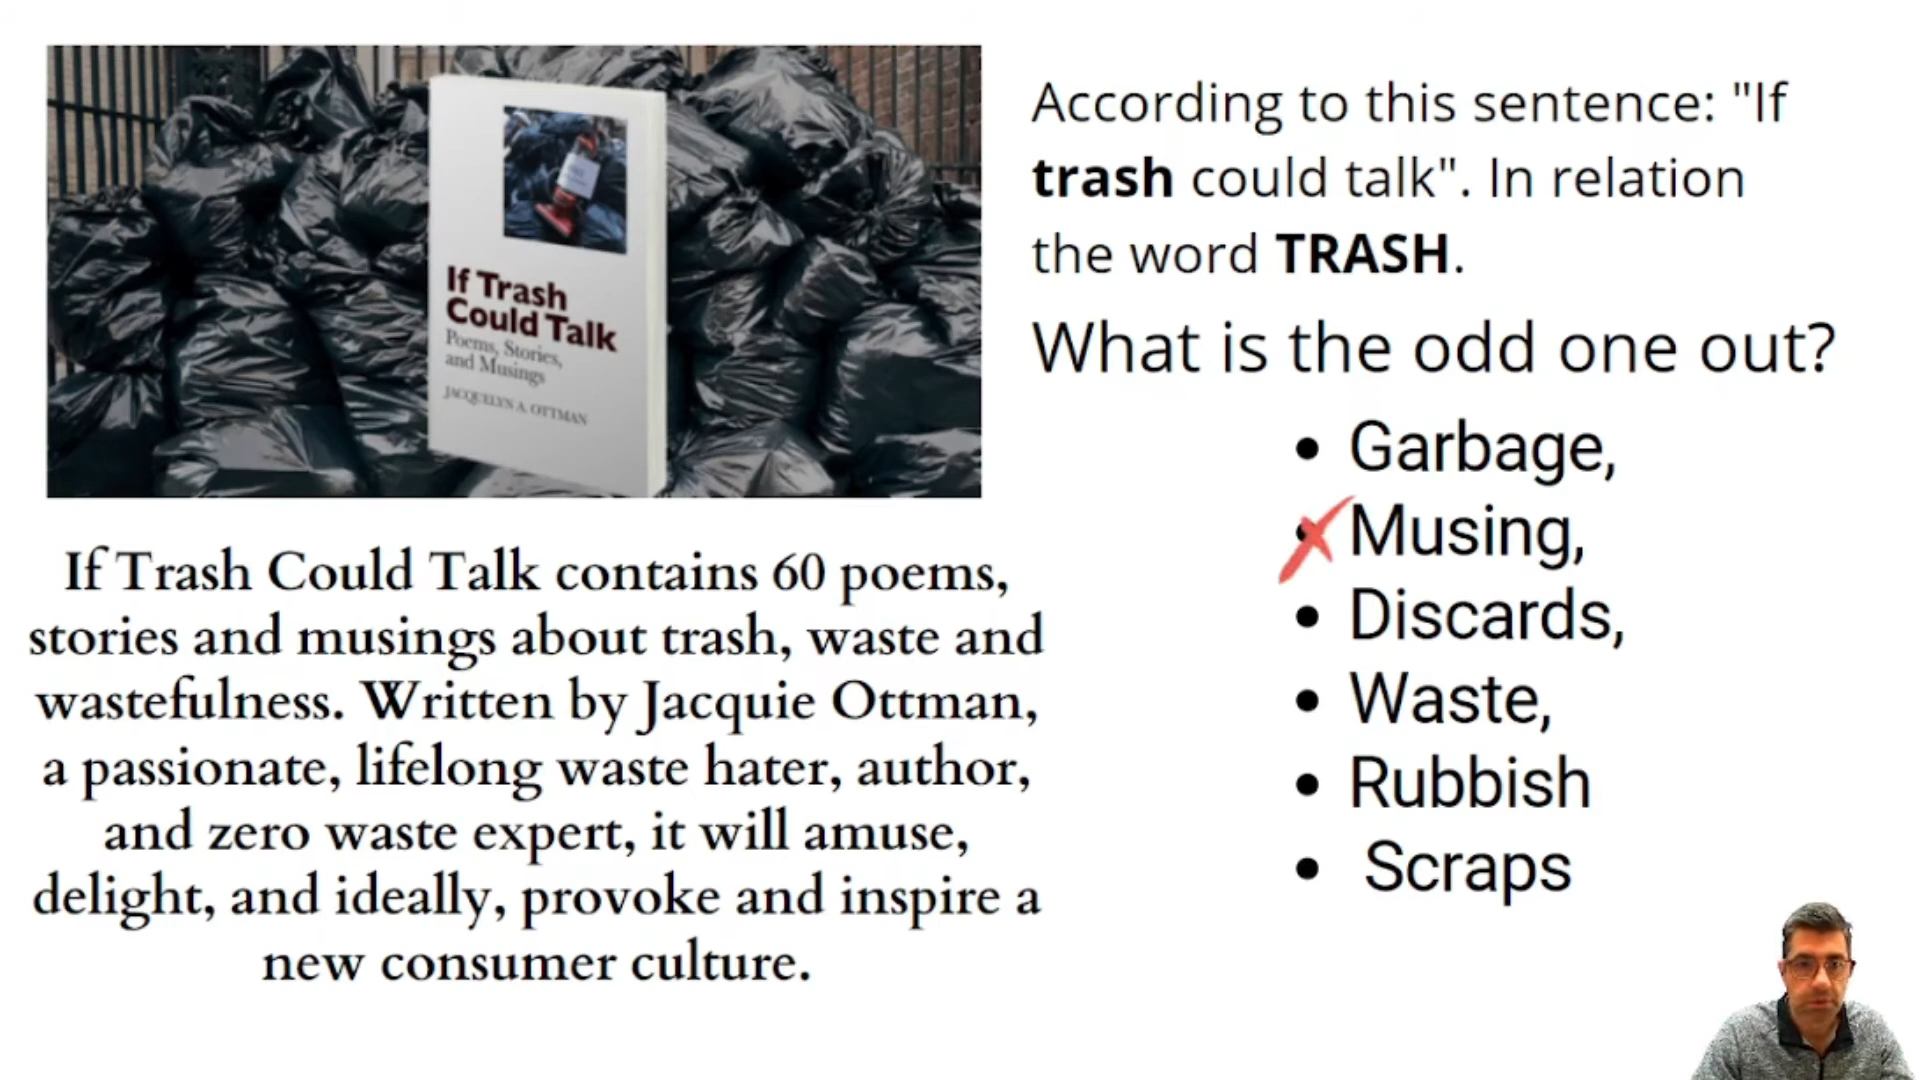 If Trash
Could Talk
Poems, Stories,
and Musings
JACQUELYN A. OTTMAN
If Trash Could Talk contains 60 poems,
stories and musings about trash, waste and
wastefulness. Written by Jacquie Ottman,
a passionate, lifelong waste hater, author,
and zero waste expert, it will amuse,
delight, and ideally, provoke and inspire a
new consumer culture.
According to this sentence: "If
trash could talk". In relation
the word TRASH.
What is the odd one out?
• Garbage,
• Musing,
• Discards,
• Waste,
• Rubbish
• Scraps